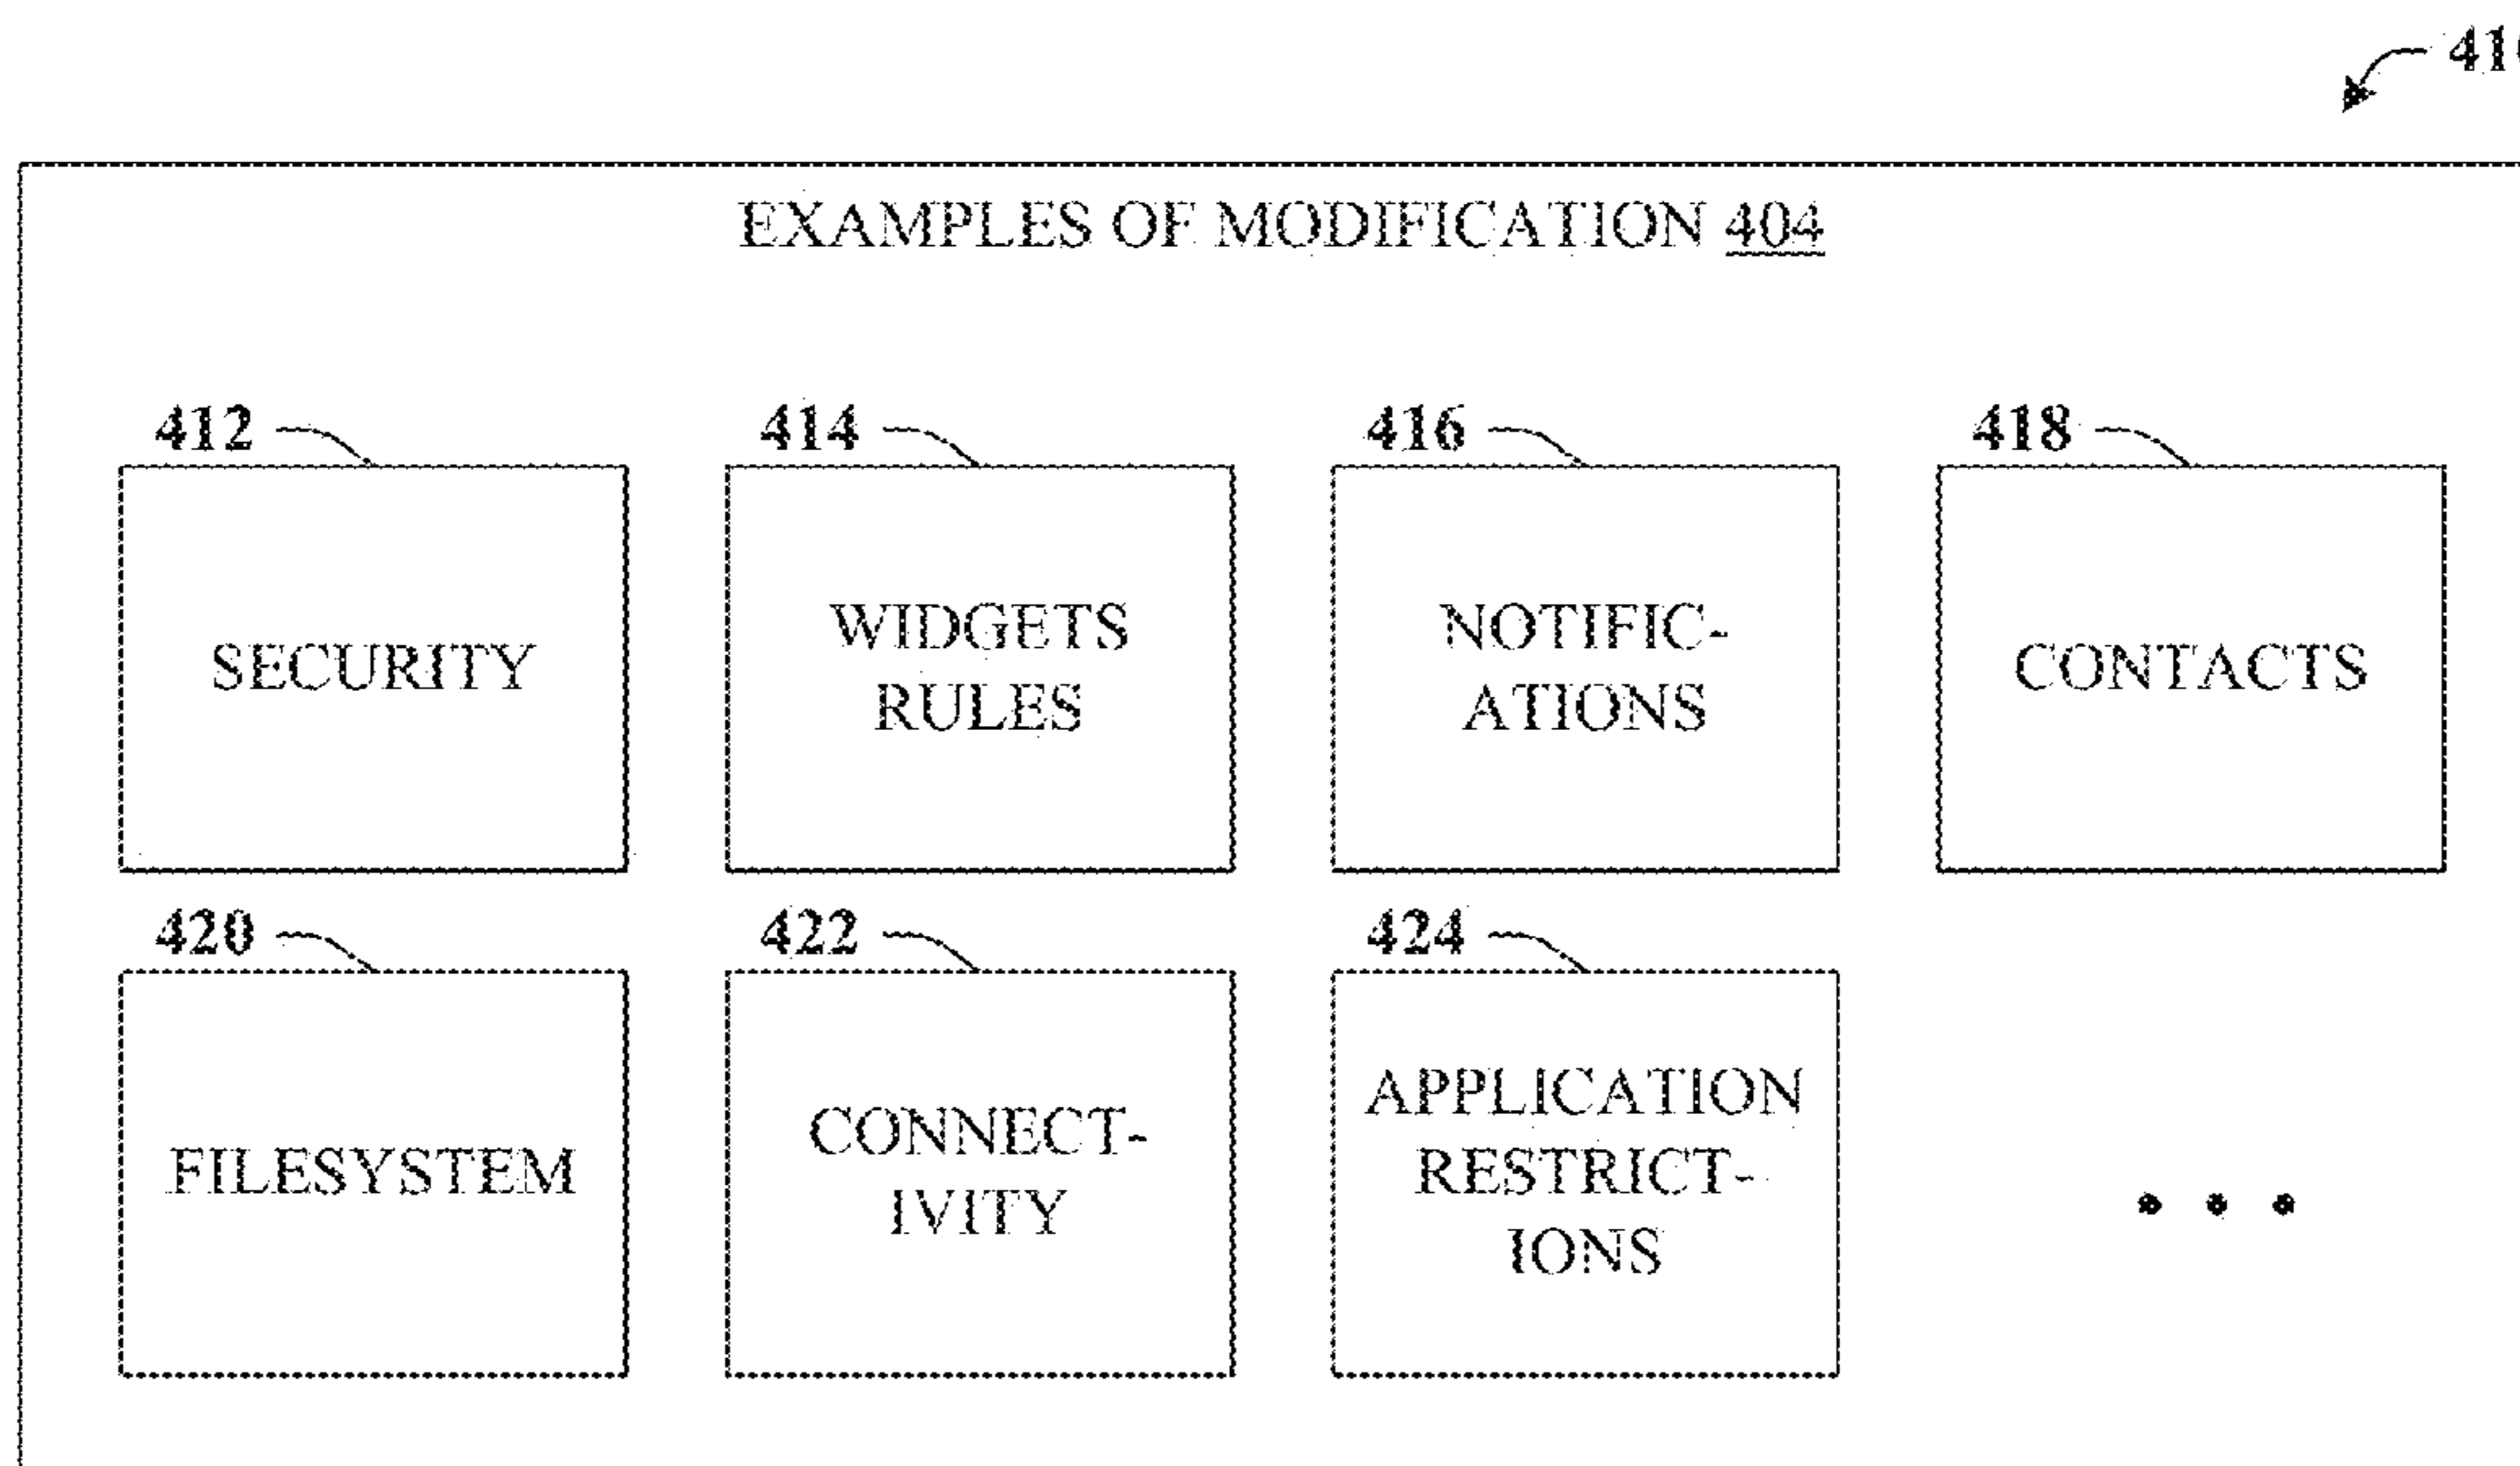 EXAMPLES OF MODIFICATION 404
412
414
416
418
SECURITY
WIDGETS
RULES
NOTIFIC-
ATIONS
CONTACTS
420
422
424
FILESYSTEM
CONNECT-
IVITY
APPLICATION
RESTRICT-
IONS